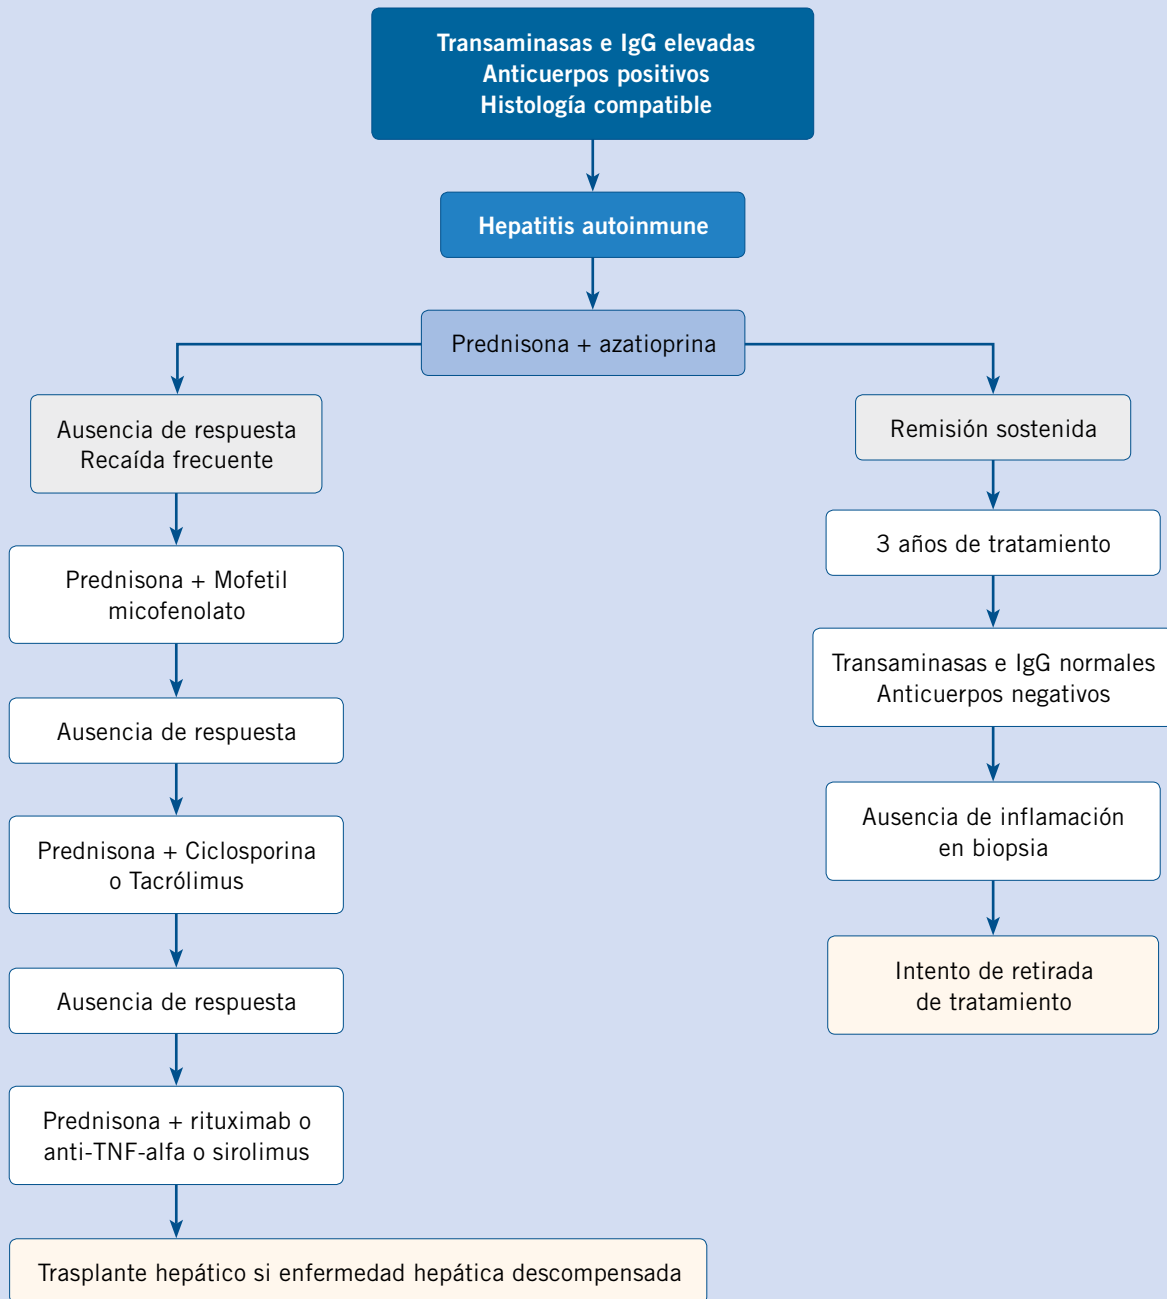 Transaminasas e IgG elevadas
Anticuerpos positivos
Histología compatible
Hepatitis autoinmune
Prednisona + azatioprina
Ausencia de respuesta
Recaída frecuente
Prednisona + Mofetil
micofenolato
Ausencia de respuesta
Prednisona + Ciclosporina
o Tacrólimus
Ausencia de respuesta
Prednisona + rituximab o
anti-TNF-alfa o sirolimus
Trasplante hepático si enfermedad hepática descompensada
Remisión sostenida
3 años de tratamiento
Transaminasas e IgG normales
Anticuerpos negativos
Ausencia de inflamación
en biopsia
Intento de retirada
de tratamiento